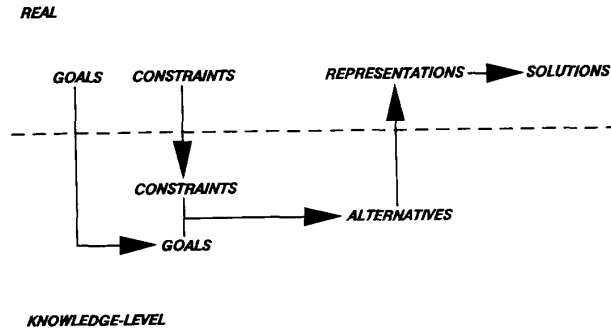 REAL
GOALS CONSTRAINTS REPRESENTATIONS SOLUTIONS
CONSTRAINTS
ALTERNATIVES
GOALS
KNOWLEDGE-LEVEL